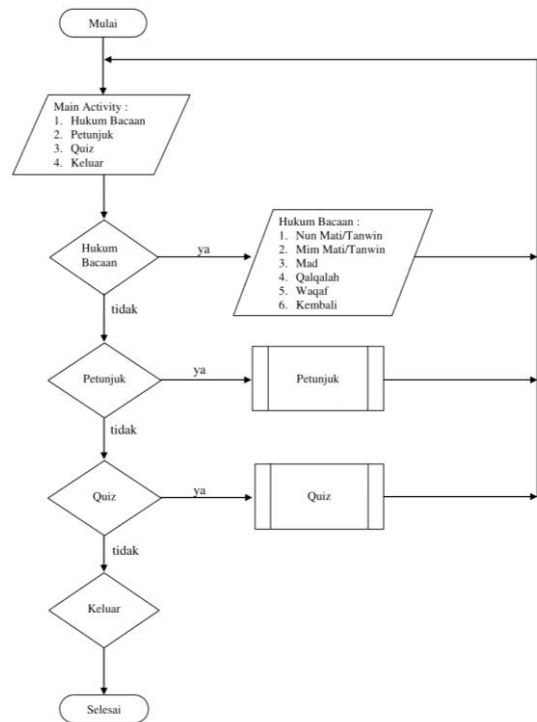 Mulai
Main Activity :
1. Hukum Bacaan
2. Petunjuk
3. Quiz
4. Keluar
Hukum
Bacaan
ya
Hukum Bacaan :
1. Nun Mati/Tanwin
2. Mim Mati/Tanwin
3. Mad
4. Qalqalah
5. Waqaf
6. Kembali
tidak
Petunjuk
ya
Petunjuk
tidak
Quiz
ya
Quiz
tidak
Keluar
Selesai